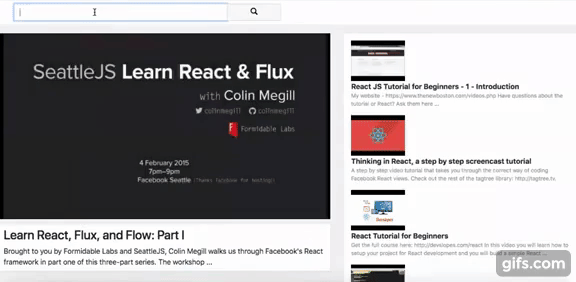 SeattleJS Learn React & Flux
with Colin Megill
colinmegill colinmegill
Formidable Labs
4 February 2015
7pm–9pm
Facebook Seattle (Thanks facebook for hosting)
Learn React, Flux, and Flow: Part I
Brought to you by Formidable Labs and SeattleJS, Colin Megill walks us through Facebook's React
framework in part one of this three-part series. The workshop ...
React JS Tutorial for Beginners - 1 - Introduction
My website - https://www.thenewboston.com/videos.php Have questions about the
tutorial or React? Ask them here ...
Thinking in React, a step by step screencast tutorial
A step by step video tutorial that takes you through the correct way of coding
Facebook React views. Check out the rest of the tagtree library: http://tagtree.tv
React Tutorial for Beginners
Get the full course here: http://developes.com/react In this video you will learn how to
setup your project for React development and you will build a simple React ...
gifs.com